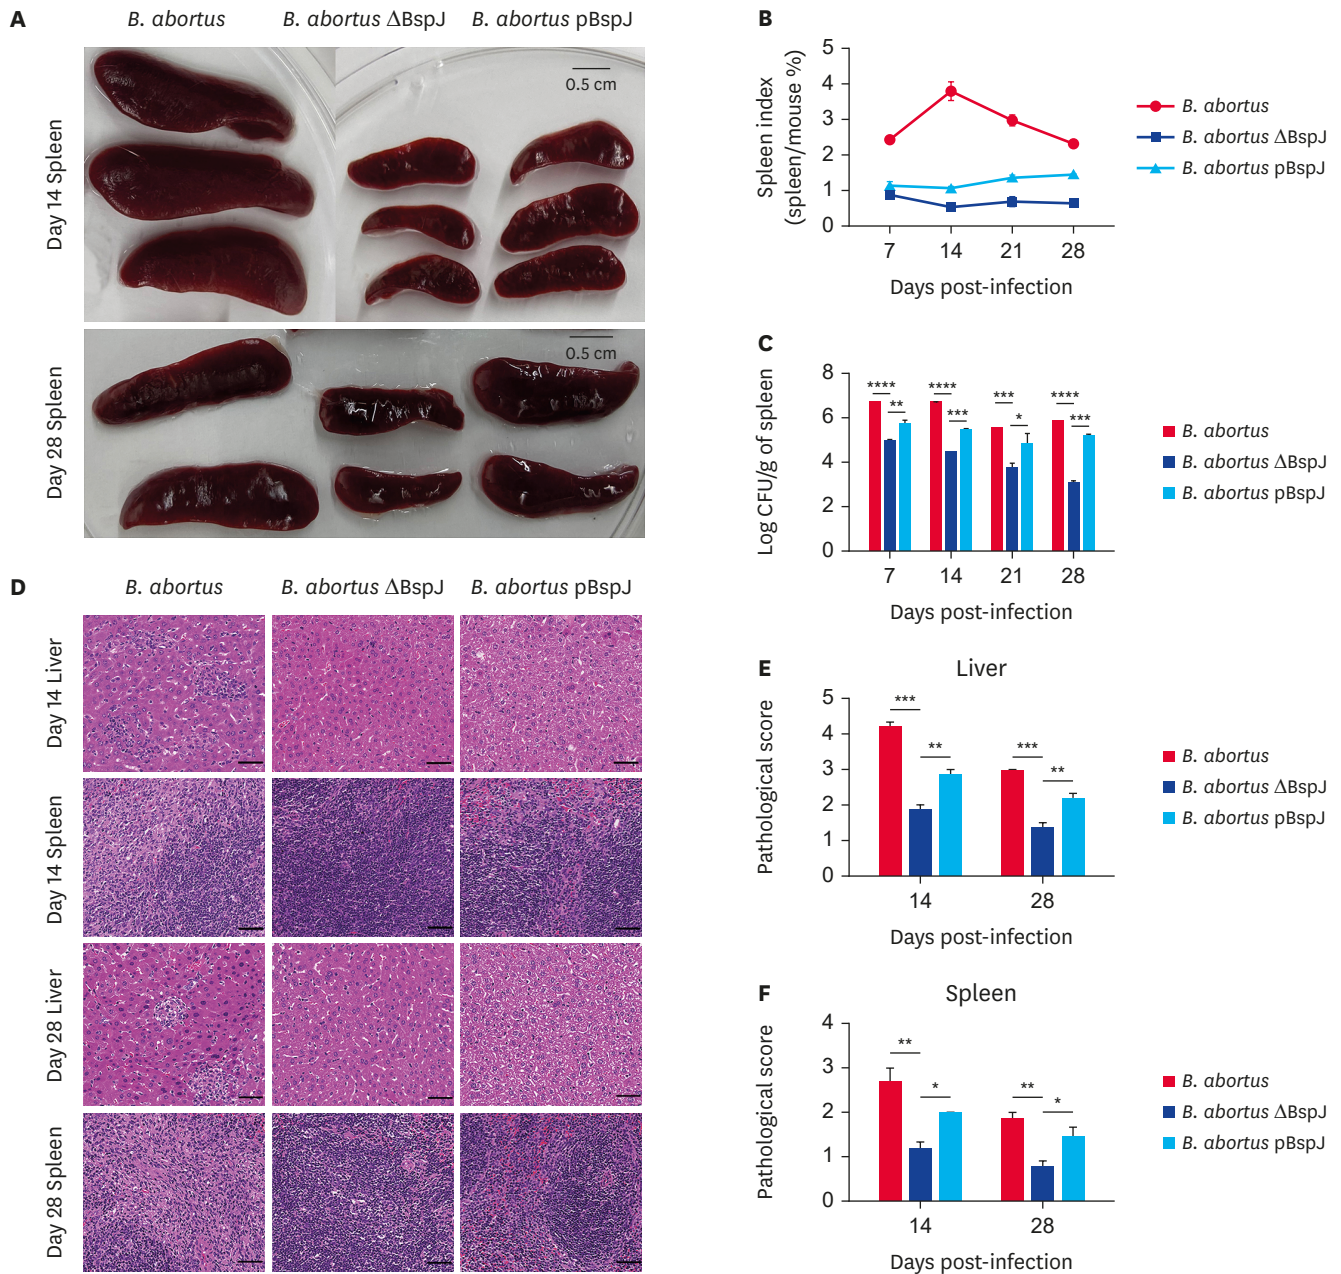 A
B. abortus
B. abortus ΔBspJ
B. abortus pBspJ
Day 14 Spleen
0.5 cm
Day 28 Spleen
0.5 cm
B
Spleen index
(spleen/mouse %)
5
4
3
2
1
0
7 14 21 28
Days post-infection
B. abortus
B. abortus ΔBspJ
B. abortus pBspJ
C
Log CFU/g of spleen
8
6
4
2
0
**** ** **** *** *** * **** ***
7 14 21 28
Days post-infection
B. abortus
B. abortus ΔBspJ
B. abortus pBspJ
D
B. abortus
B. abortus ΔBspJ
B. abortus pBspJ
Day 14 Liver
Day 14 Spleen
Day 28 Liver
Day 28 Spleen
E
Liver
Pathological score
5
4
3
2
1
0
*** ** *** **
14 28
Days post-infection
B. abortus
B. abortus ΔBspJ
B. abortus pBspJ
F
Spleen
Pathological score
4
3
2
1
0
** * ** *
14 28
Days post-infection
B. abortus
B. abortus ΔBspJ
B. abortus pBspJ